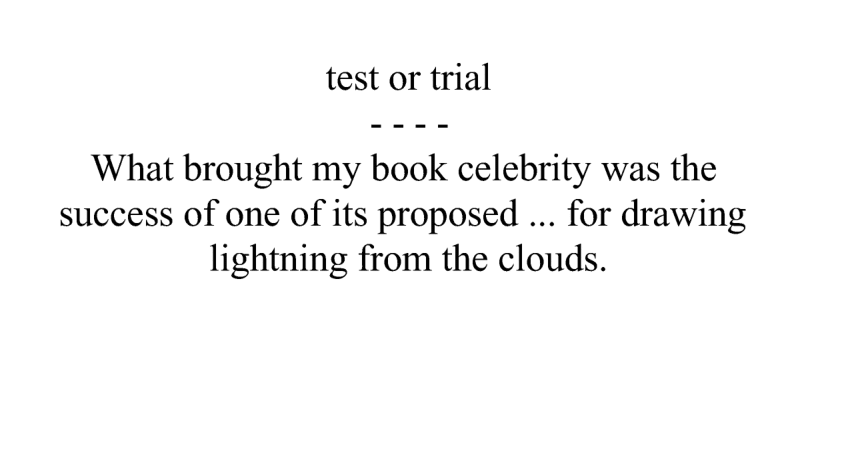 test or trial
- - - -
What brought my book celebrity was the
success of one of its proposed ... for drawing
lightning from the clouds.